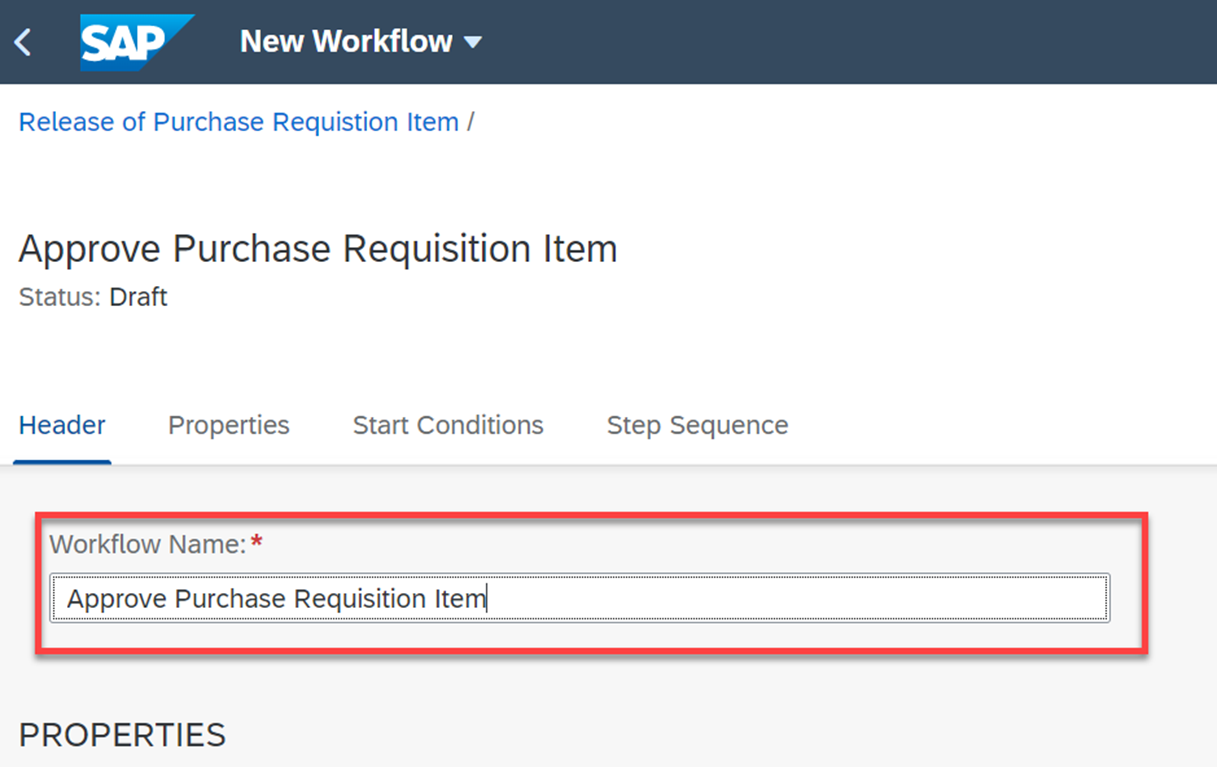 SAP New Workflow
Release of Purchase Requistion Item /
Approve Purchase Requisition Item
Status: Draft
Header Properties Start Conditions Step Sequence
Workflow Name:*
Approve Purchase Requisition Item
PROPERTIES